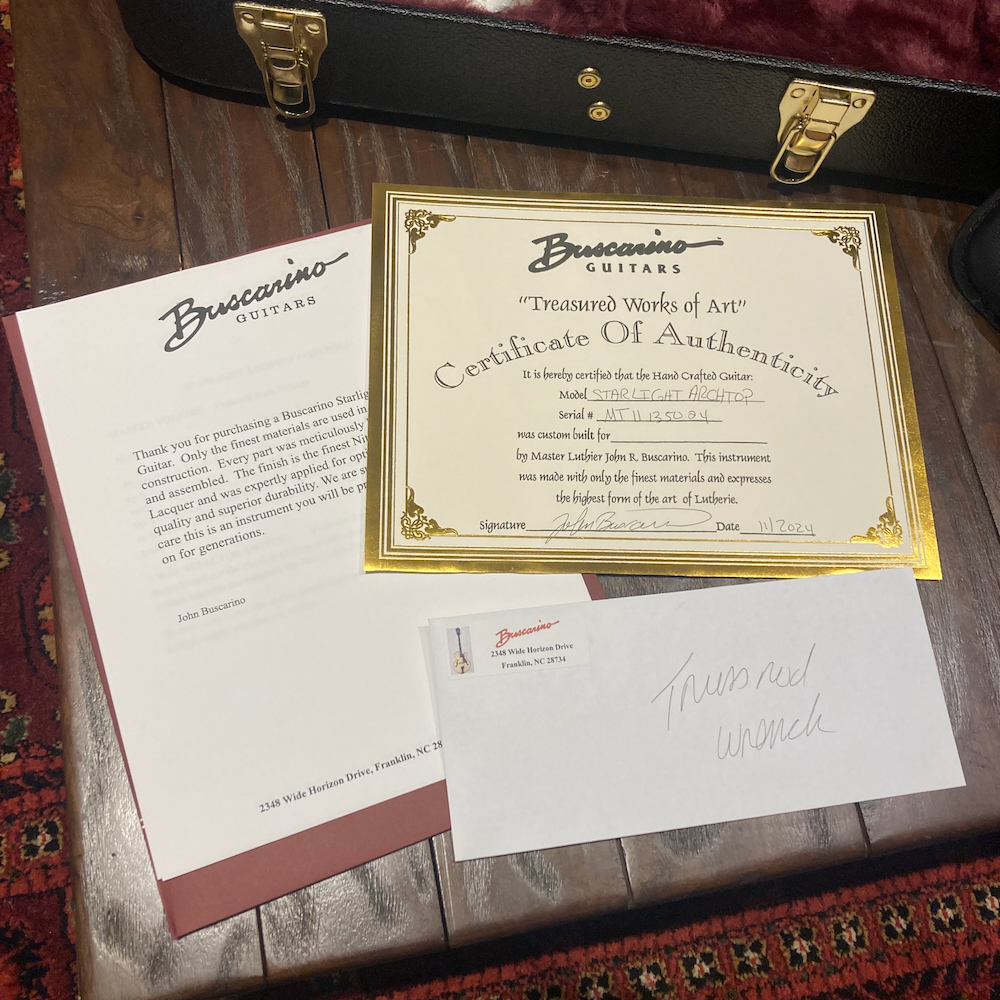 Buscarino
GUITARS
Thank you for purchasing a Buscarino Starlig
Guitar. Only the finest materials are used in
construction. Every part was meticulously
and assembled. The finish is the finest Ni
Lacquer and was expertly applied for opti
quality and superior durability. We are s
care this is an instrument you will be pr
on for generations.
John Buscarino
2348 Wide Horizon Drive, Franklin, NC 28
Buscarino
GUITARS
"Treasured Works of Art"
Certificate Of Authenticity
It is hereby certified that the Hand Crafted Guitar:
Model STARLIGHT ARCHTOP
Serial # MT11135024
was custom built for
by Master Luthier John R. Buscarino. This instrument
was made with only the finest materials and expresses
the highest form of the art of Lutherie.
Signature John Buscarino Date 11/2024
Buscarino
2348 Wide Horizon Drive
Franklin, NC 28734
Truss rod
wrench